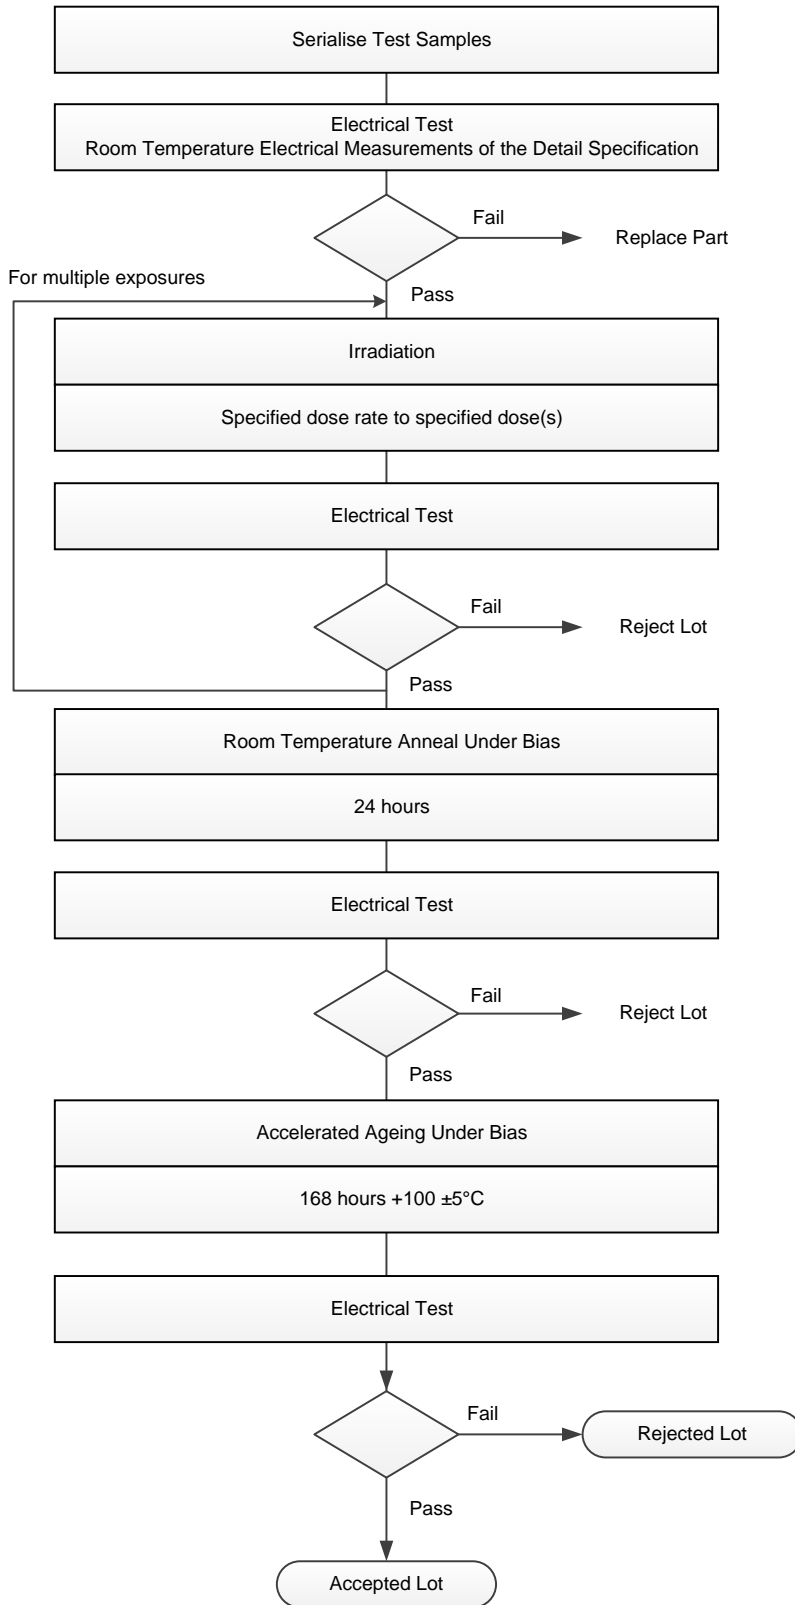 Serialise Test Samples
Electrical Test
Room Temperature Electrical Measurements of the Detail Specification
Fail
Replace Part
For multiple exposures
Pass
Irradiation
Specified dose rate to specified dose(s)
Electrical Test
Fail
Reject Lot
Pass
Room Temperature Anneal Under Bias
24 hours
Electrical Test
Fail
Reject Lot
Pass
Accelerated Ageing Under Bias
168 hours +100 ±5°C
Electrical Test
Fail
Rejected Lot
Pass
Accepted Lot